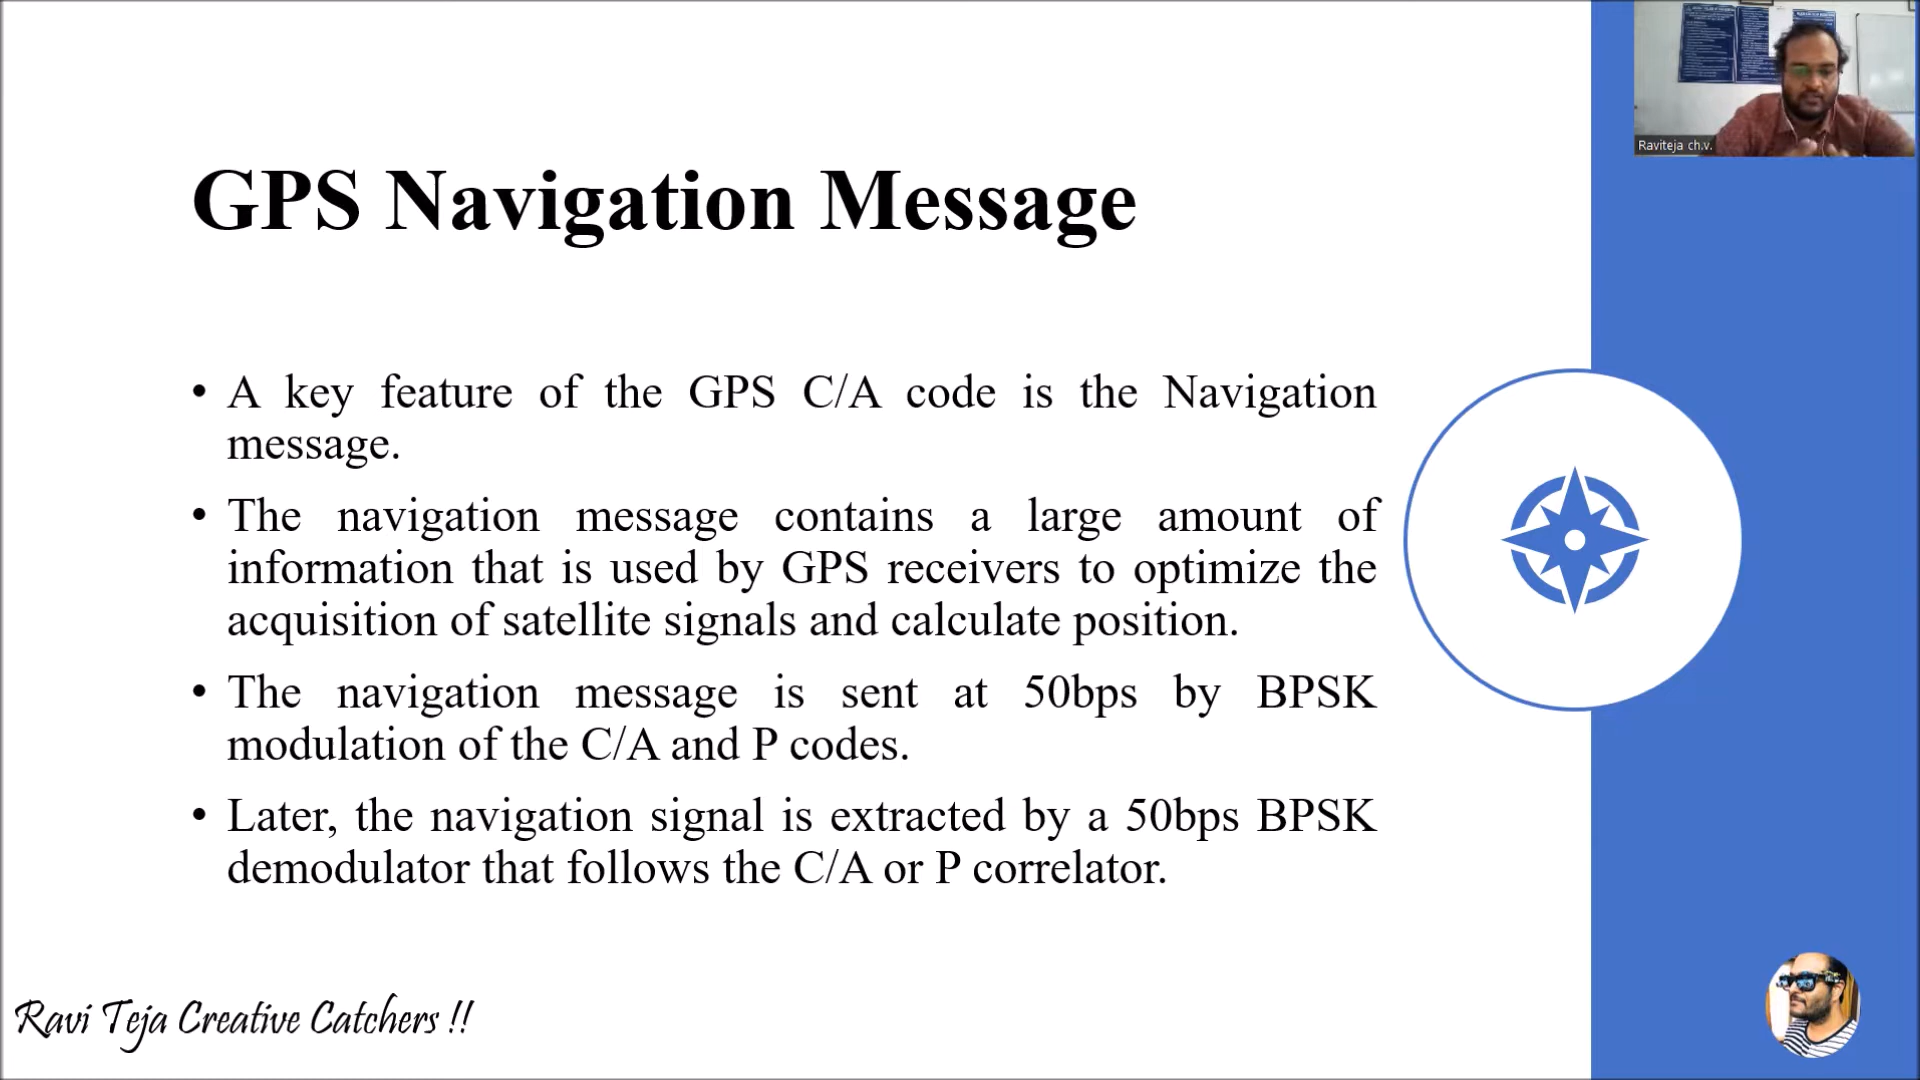 Raviteja ch.v.
GPS Navigation Message
• A key feature of the GPS C/A code is the Navigation
message.
• The navigation message contains a large amount of
information that is used by GPS receivers to optimize the
acquisition of satellite signals and calculate position.
• The navigation message is sent at 50bps by BPSK
modulation of the C/A and P codes.
• Later, the navigation signal is extracted by a 50bps BPSK
demodulator that follows the C/A or P correlator.
Ravi Teja Creative Catchers !!